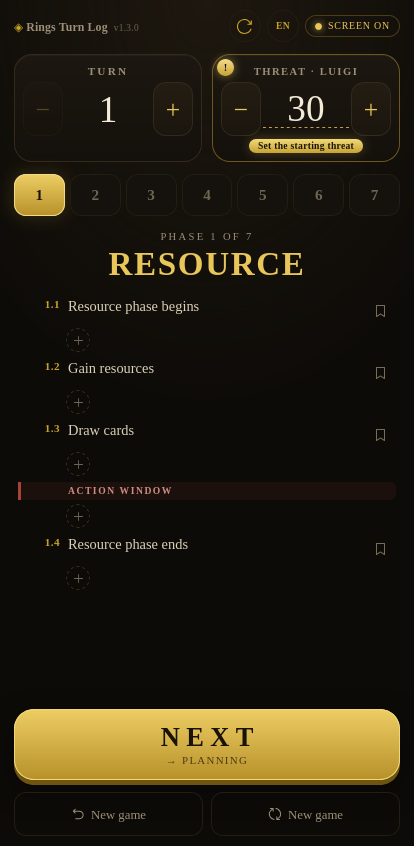 ◈ Rings Turn Log v1.3.0
EN
SCREEN ON
TURN
− 1 +
!
THREAT · LUIGI
− 30 +
Set the starting threat
1 2 3 4 5 6 7
PHASE 1 OF 7
RESOURCE
1.1 Resource phase begins
+
1.2 Gain resources
+
1.3 Draw cards
+
ACTION WINDOW
+
1.4 Resource phase ends
+
NEXT
→ PLANNING
New game
New game